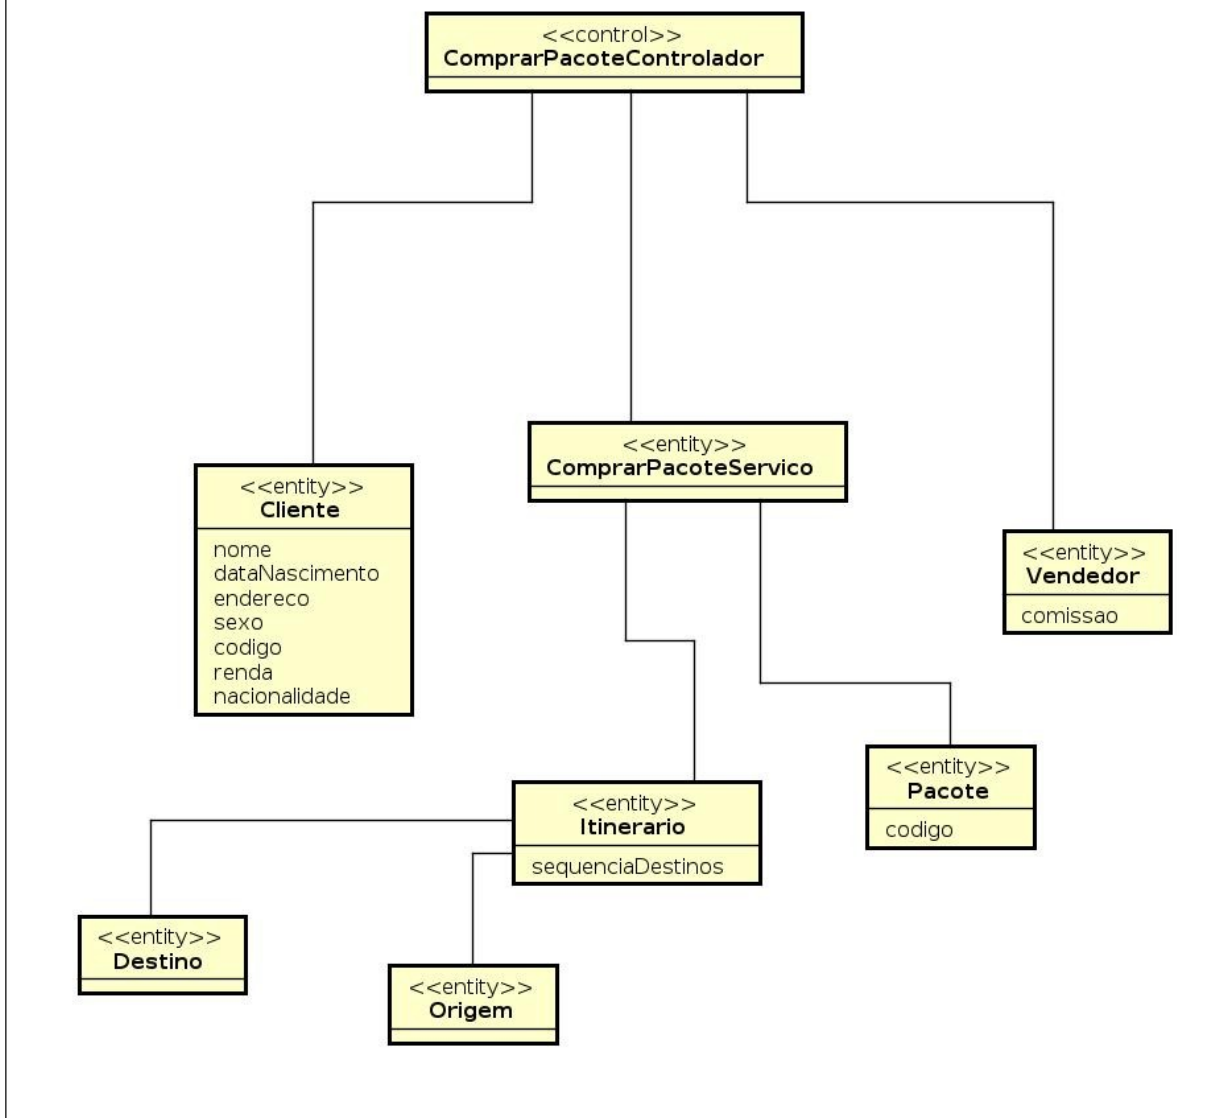 <<control>>
ComprarPacoteControlador
<<entity>>
ComprarPacoteServico
<<entity>>
Cliente
nome
dataNascimento
endereco
sexo
codigo
renda
nacionalidade
<<entity>>
Vendedor
comissao
<<entity>>
Pacote
codigo
<<entity>>
Itinerario
sequenciaDestinos
<<entity>>
Destino
<<entity>>
Origem